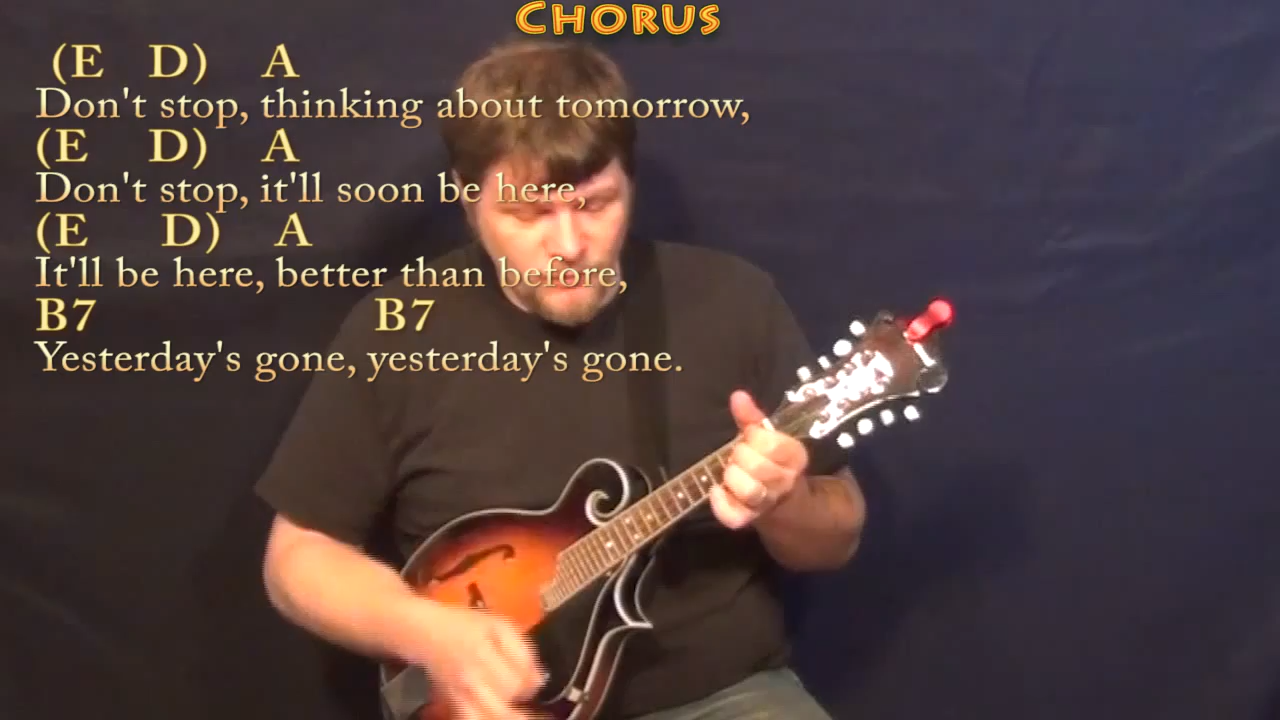 CHORUS
(E D) A
Don't stop, thinking about tomorrow,
(E D) A
Don't stop, it'll soon be here,
(E D) A
It'll be here, better than before,
B7 B7
Yesterday's gone, yesterday's gone.